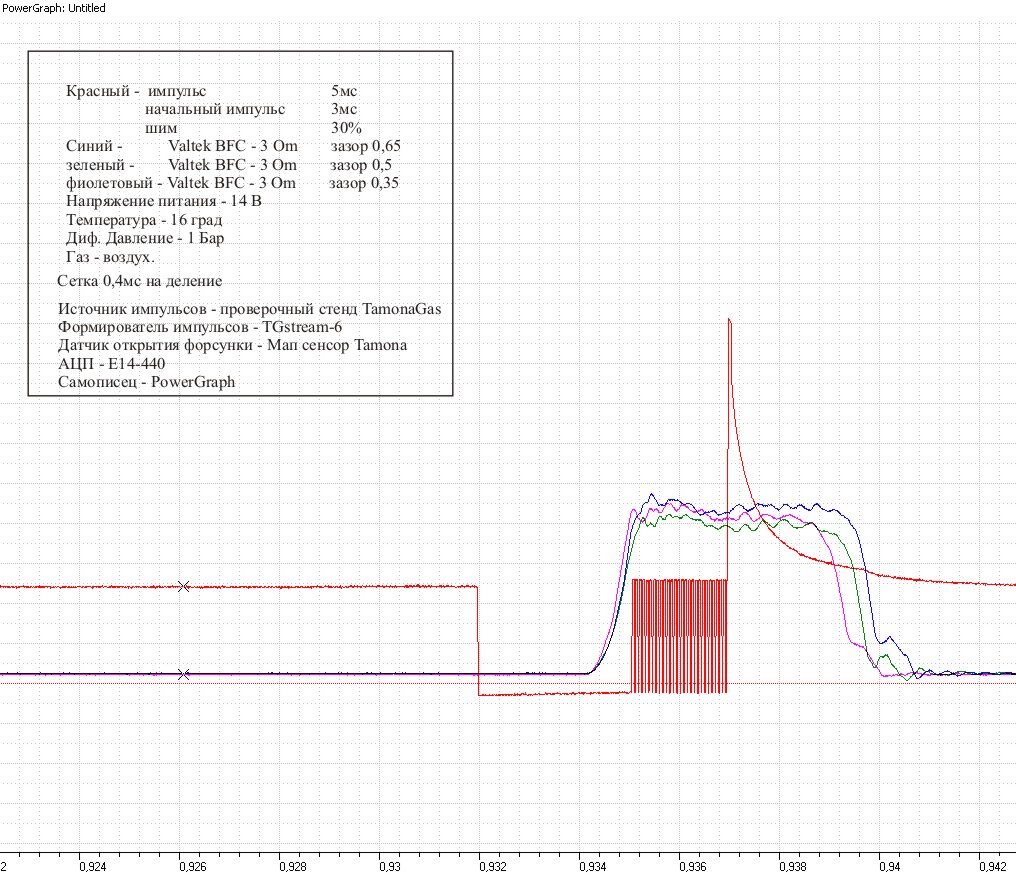 PowerGraph: Untitled
Красный - импульс 5мс
начальный импульс 3мс
шим 30%
Синий - Valtek BFC - 3 Om зазор 0,65
зеленый - Valtek BFC - 3 Om зазор 0,5
фиолетовый - Valtek BFC - 3 Om зазор 0,35
Напряжение питания - 14 В
Температура - 16 град
Диф. Давление - 1 Бар
Газ - воздух.
Сетка 0,4мс на деление
Источник импульсов - проверочный стенд TamonaGas
Формирователь импульсов - TGstream-6
Датчик открытия форсунки - Мап сенсор Tamona
АЦП - E14-440
Самописец - PowerGraph
2 0,924 0,926 0,928 0,93 0,932 0,934 0,936 0,938 0,94 0,942